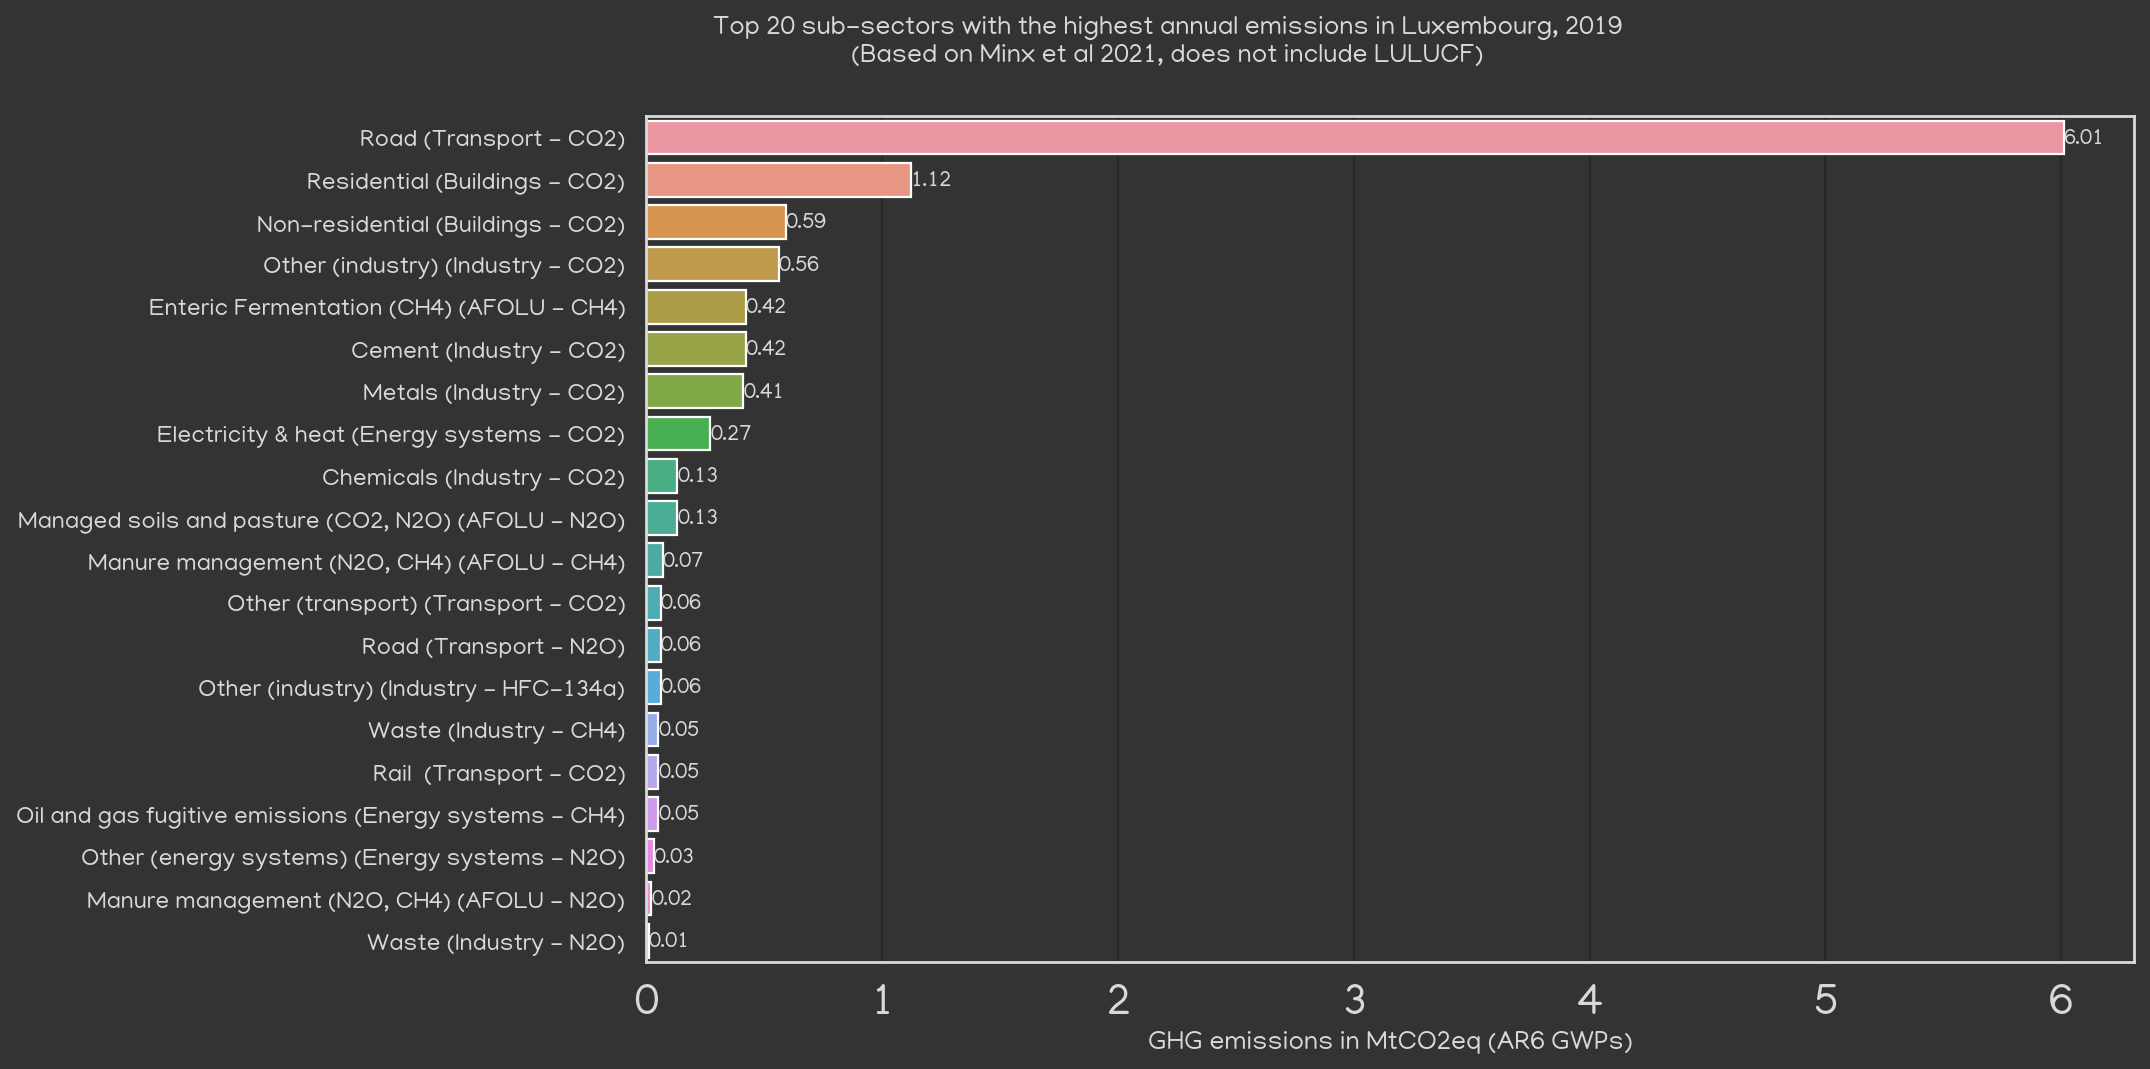 Top 20 sub-sectors with the highest annual emissions in Luxembourg, 2019
(Based on Minx et al 2021, does not include LULUCF)
Road (Transport - CO2) 6.01
Residential (Buildings - CO2) 1.12
Non-residential (Buildings - CO2) 0.59
Other (industry) (Industry - CO2) 0.56
Enteric Fermentation (CH4) (AFOLU - CH4) 0.42
Cement (Industry - CO2) 0.42
Metals (Industry - CO2) 0.41
Electricity & heat (Energy systems - CO2) 0.27
Chemicals (Industry - CO2) 0.13
Managed soils and pasture (CO2, N2O) (AFOLU - N2O) 0.13
Manure management (N2O, CH4) (AFOLU - CH4) 0.07
Other (transport) (Transport - CO2) 0.06
Road (Transport - N2O) 0.06
Other (industry) (Industry - HFC-134a) 0.06
Waste (Industry - CH4) 0.05
Rail  (Transport - CO2) 0.05
Oil and gas fugitive emissions (Energy systems - CH4) 0.05
Other (energy systems) (Energy systems - N2O) 0.03
Manure management (N2O, CH4) (AFOLU - N2O) 0.02
Waste (Industry - N2O) 0.01
0 1 2 3 4 5 6
GHG emissions in MtCO2eq (AR6 GWPs)